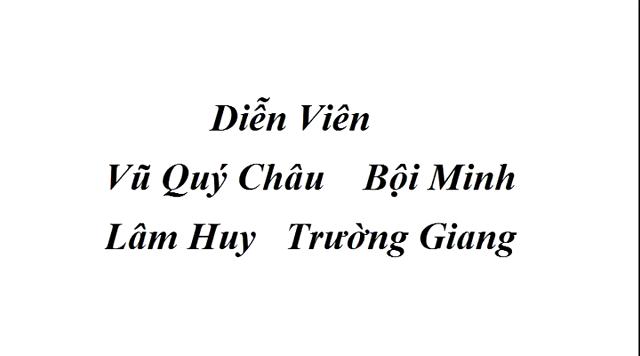 Diễn Viên
Vũ Quý Châu Bội Minh
Lâm Huy Trường Giang